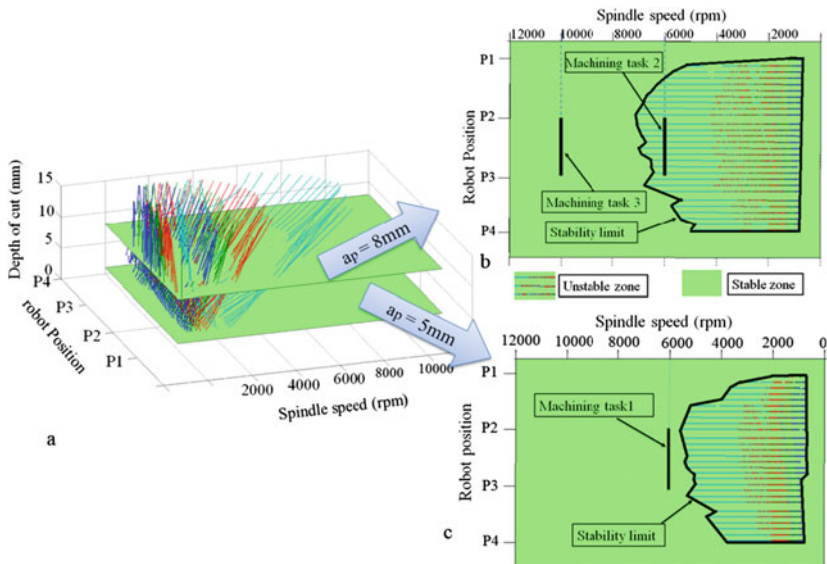 Depth of cut (mm)
15
10
5
0
P4
P3
P2
P1
robot Position
2000
4000
6000
8000
10000
Spindle speed (rpm)
ap = 8mm
ap = 5mm
a
Spindle speed (rpm)
12000
10000
8000
6000
4000
2000
P1
P2
P3
P4
Robot Position
Machining task 2
Machining task 3
Stability limit
b
Unstable zone
Stable zone
Spindle speed (rpm)
12000
10000
8000
6000
4000
2000
0
P1
P2
P3
P4
Robot position
Machining task1
Stability limit
c